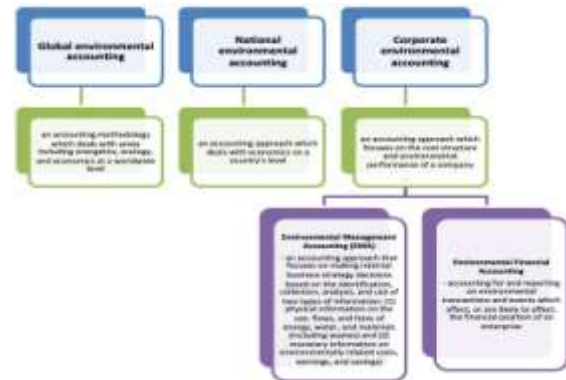 Global environmental
accounting
National
environmental
accounting
Corporate
environmental
accounting
an accounting methodology
which deals with areas
including energetics, ecology,
and economics at a worldwide
level
an accounting approach which
deals with economics on a
country's level
an accounting approach which
focuses on the cost structure
and environmental
performance of a company
Environmental Management
Accounting (EMA)
- an accounting approach that
focuses on making internal
business strategy decisions
based on the identification,
collection, analysis, and use of
two types of information: (1)
physical information on the
use, flows, and fates of
energy, water, and materials
(including wastes) and (2)
monetary information on
environmentally related costs,
earnings, and savings)
Environmental Financial
Accounting
- accounting for and reporting
on environmental
transactions and events which
affect, or are likely to affect,
the financial position of an
enterprise